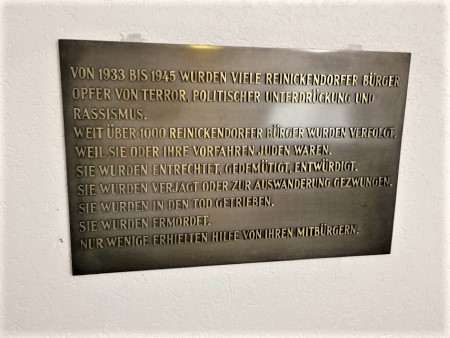 VON 1933 BIS 1945 WURDEN VIELE REINICKENDORFER BÜRGER
OPFER VON TERROR, POLITISCHER UNTERDRÜCKUNG UND
RASSISMUS.
WEIT ÜBER 1000 REINICKENDORFER BÜRGER WURDEN VERFOLGT,
WEIL SIE ODER IHRE VORFAHREN JUDEN WAREN.
SIE WURDEN ENTRECHTET, GEDEMÜTIGT, ENTWÜRDIGT.
SIE WURDEN VERJAGT ODER ZUR AUSWANDERUNG GEZWUNGEN.
SIE WURDEN IN DEN TOD GETRIEBEN.
SIE WURDEN ERMORDET.
NUR WENIGE ERHIELTEN HILFE VON IHREN MITBÜRGERN.